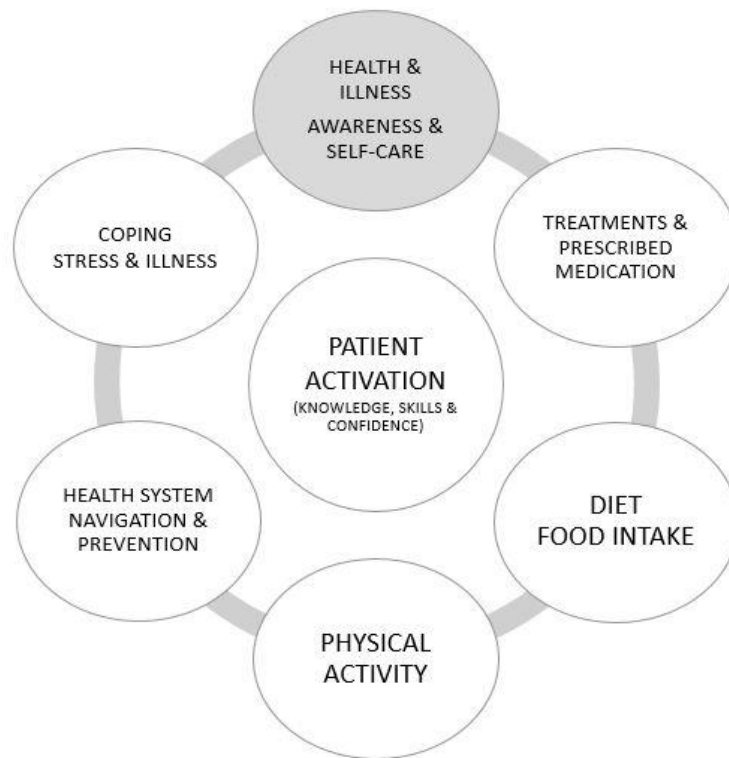 HEALTH &
ILLNESS
AWARENESS &
SELF-CARE
COPING
STRESS & ILLNESS
TREATMENTS &
PRESCRIBED
MEDICATION
PATIENT
ACTIVATION
(KNOWLEDGE, SKILLS &
CONFIDENCE)
HEALTH SYSTEM
NAVIGATION &
PREVENTION
DIET
FOOD INTAKE
PHYSICAL
ACTIVITY